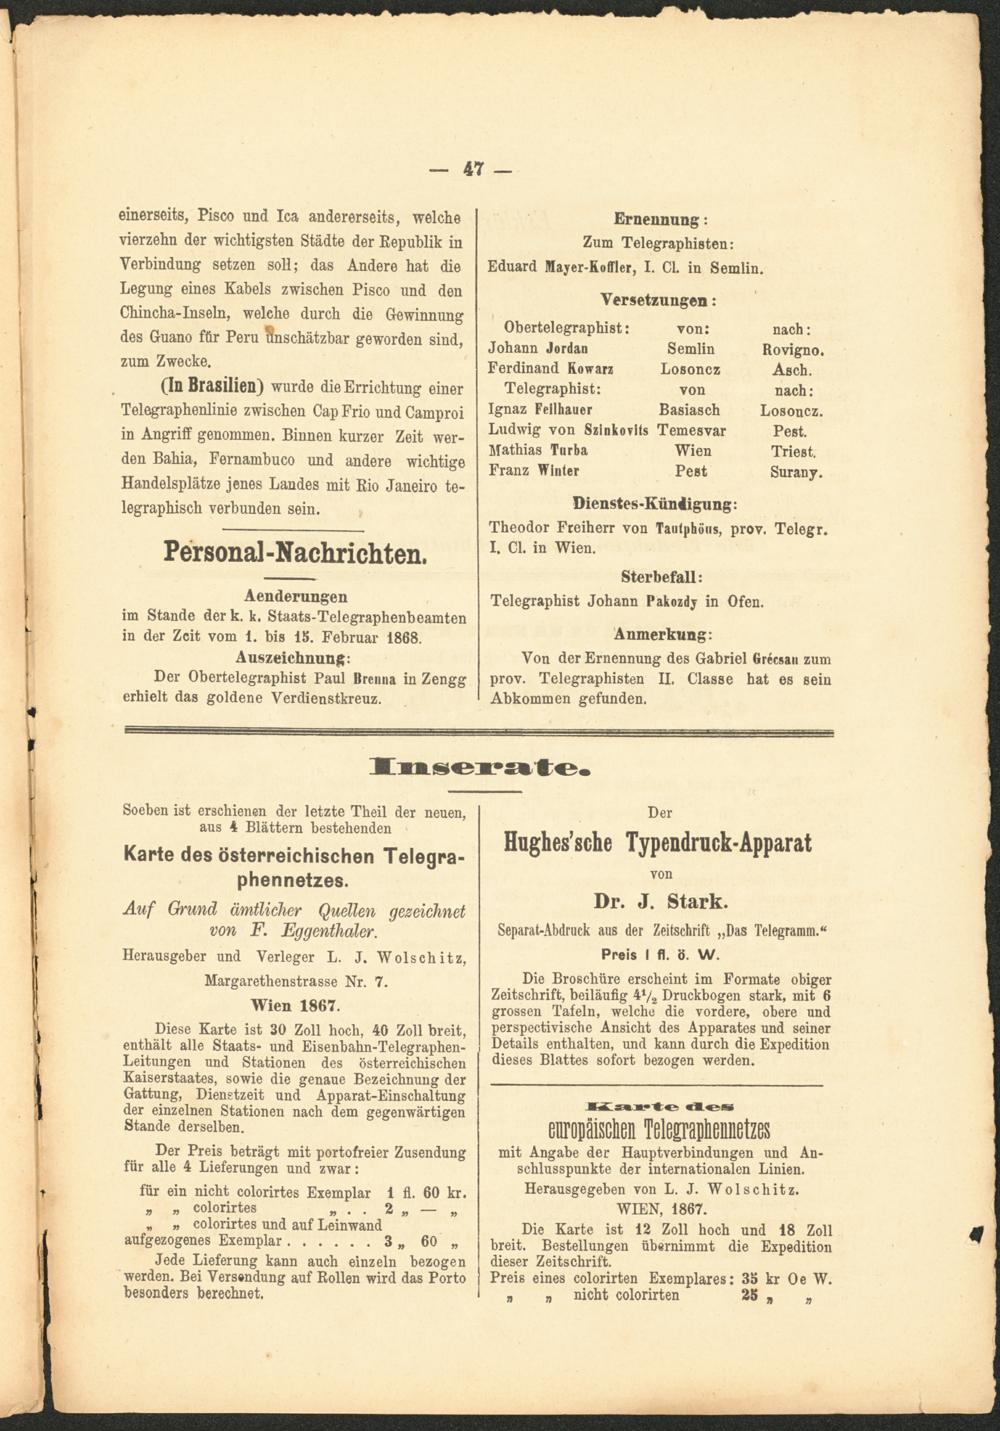 — 47 —
einerseits, Pisco und Ica andererseits, welche
vierzehn der wichtigsten Städte der Republik in
Verbindung setzen soll; das Andere hat die
Legung eines Kabels zwischen Pisco und den
Chincha-Inseln, welche durch die Gewinnung
des Guano für Peru unschätzbar geworden sind,
zum Zwecke.
(In Brasilien) wurde die Errichtung einer
Telegraphenlinie zwischen Cap Frio und Camproi
in Angriff genommen. Binnen kurzer Zeit wer-
den Bahia, Fernambuco und andere wichtige
Handelsplätze jenes Landes mit Rio Janeiro te-
legraphisch verbunden sein.
Personal-Nachrichten.
Aenderungen
im Stande der k. k. Staats-Telegraphenbeamten
in der Zeit vom 1. bis 15. Februar 1868.
Auszeichnung:
Der Obertelegraphist Paul Brenna in Zengg
erhielt das goldene Verdienstkreuz.
Ernennung:
Zum Telegraphisten:
Eduard Mayer-Koffler, I. Cl. in Semlin.
Versetzungen:
Obertelegraphist: von: nach:
Johann Jordan Semlin Rovigno.
Ferdinand Kowarz Losoncz Asch.
Telegraphist: von nach:
Ignaz Feilhauer Basiasch Losoncz.
Ludwig von Szinkovits Temesvar Pest.
Mathias Turba Wien Triest.
Franz Winter Pest Surany.
Dienstes-Kündigung:
Theodor Freiherr von Tautphöus, prov. Telegr.
I. Cl. in Wien.
Sterbefall:
Telegraphist Johann Pakozdy in Ofen.
Anmerkung:
Von der Ernennung des Gabriel Grécsan zum
prov. Telegraphisten II. Classe hat es sein
Abkommen gefunden.
Inserate.
Soeben ist erschienen der letzte Theil der neuen,
aus 4 Blättern bestehenden
Karte des österreichischen Telegra-
phennetzes.
Auf Grund ämtlicher Quellen gezeichnet
von F. Eggenthaler.
Herausgeber und Verleger L. J. Wolschitz,
Margarethenstrasse Nr. 7.
Wien 1867.
Diese Karte ist 30 Zoll hoch, 40 Zoll breit,
enthält alle Staats- und Eisenbahn-Telegraphen-
Leitungen und Stationen des österreichischen
Kaiserstaates, sowie die genaue Bezeichnung der
Gattung, Dienstzeit und Apparat-Einschaltung
der einzelnen Stationen nach dem gegenwärtigen
Stande derselben.
Der Preis beträgt mit portofreier Zusendung
für alle 4 Lieferungen und zwar:
für ein nicht colorirtes Exemplar 1 fl. 60 kr.
„ „ colorirtes „ . . 2 „ — „
„ „ colorirtes und auf Leinwand
aufgezogenes Exemplar . . . . . . 3 „ 60 „
Jede Lieferung kann auch einzeln bezogen
werden. Bei Versendung auf Rollen wird das Porto
besonders berechnet.
Der
Hughes'sche Typendruck-Apparat
von
Dr. J. Stark.
Separat-Abdruck aus der Zeitschrift „Das Telegramm.“
Preis 1 fl. ö. W.
Die Broschüre erscheint im Formate obiger
Zeitschrift, beiläufig 4½ Druckbogen stark, mit 6
grossen Tafeln, welche die vordere, obere und
perspectivische Ansicht des Apparates und seiner
Details enthalten, und kann durch die Expedition
dieses Blattes sofort bezogen werden.
Karte des
europäischen Telegraphennetzes
mit Angabe der Hauptverbindungen und An-
schlusspunkte der internationalen Linien.
Herausgegeben von L. J. Wolschitz.
WIEN, 1867.
Die Karte ist 12 Zoll hoch und 18 Zoll
breit. Bestellungen übernimmt die Expedition
dieser Zeitschrift.
Preis eines colorirten Exemplares: 35 kr Oe W.
„ „ nicht colorirten 25 „ „